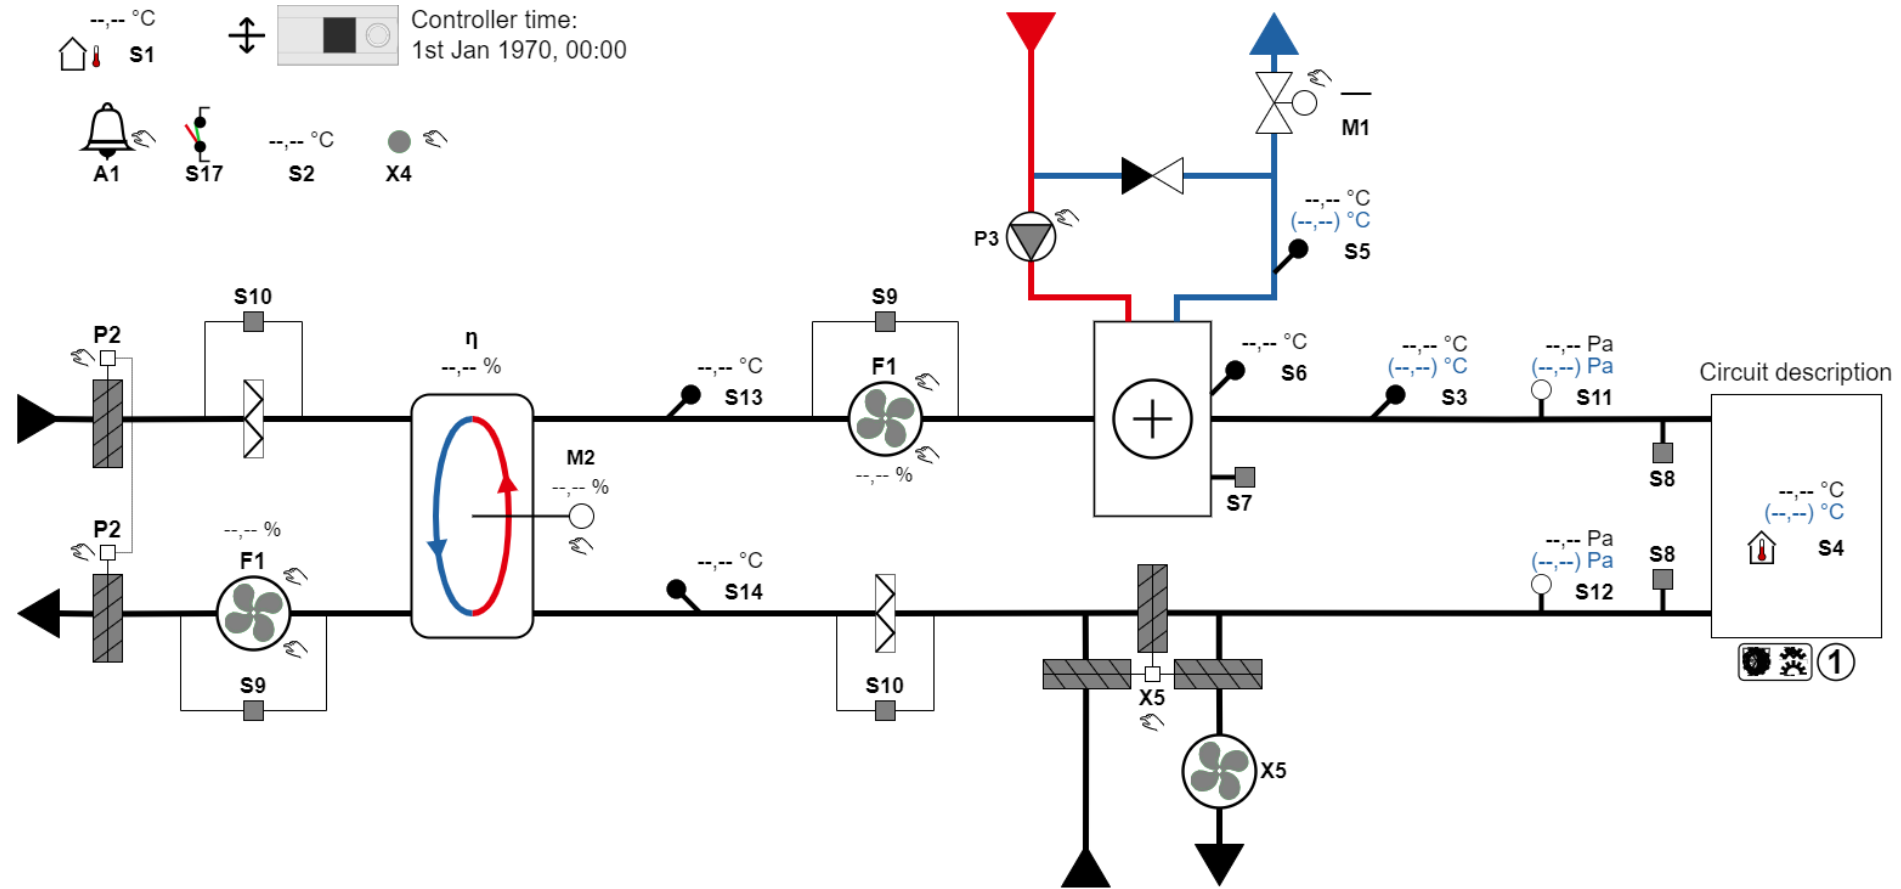 --,-- °C
S1
Controller time:
1st Jan 1970, 00:00
A1
S17
--,-- °C
S2
X4
M1
--,-- °C
(--,--) °C
S5
P3
S10
P2
η
--,-- %
--,-- °C
S13
S9
F1
--,-- %
--,-- °C
S6
--,-- °C
(--,--) °C
S3
--,-- Pa
(--,--) Pa
S11
Circuit description
M2
--,-- %
S7
S8
--,-- °C
(--,--) °C
S4
P2
--,-- %
F1
--,-- °C
S14
--,-- Pa
(--,--) Pa
S12
S8
S9
S10
X5
1
X5